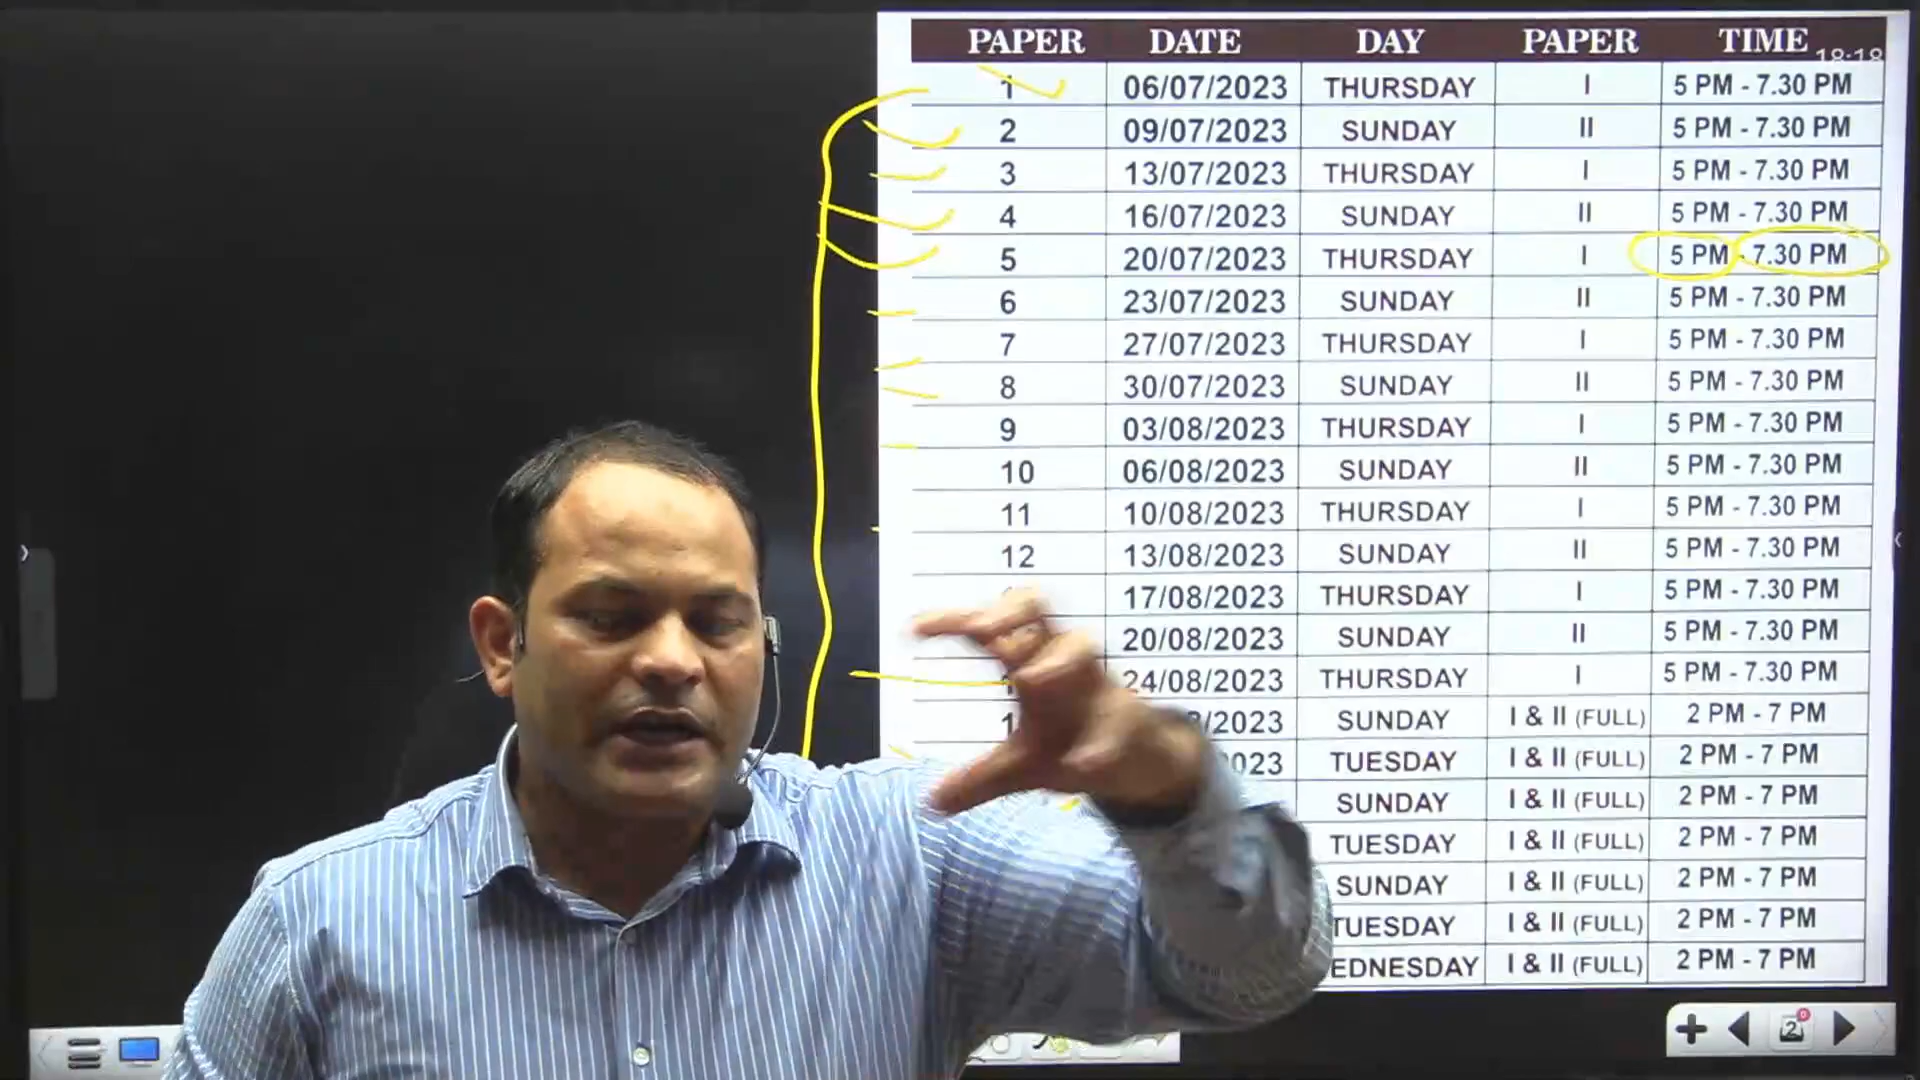 PAPER DATE DAY PAPER TIME
18:18
1 06/07/2023 THURSDAY I 5 PM - 7.30 PM
2 09/07/2023 SUNDAY II 5 PM - 7.30 PM
3 13/07/2023 THURSDAY I 5 PM - 7.30 PM
4 16/07/2023 SUNDAY II 5 PM - 7.30 PM
5 20/07/2023 THURSDAY I 5 PM - 7.30 PM
6 23/07/2023 SUNDAY II 5 PM - 7.30 PM
7 27/07/2023 THURSDAY I 5 PM - 7.30 PM
8 30/07/2023 SUNDAY II 5 PM - 7.30 PM
9 03/08/2023 THURSDAY I 5 PM - 7.30 PM
10 06/08/2023 SUNDAY II 5 PM - 7.30 PM
11 10/08/2023 THURSDAY I 5 PM - 7.30 PM
12 13/08/2023 SUNDAY II 5 PM - 7.30 PM
17/08/2023 THURSDAY I 5 PM - 7.30 PM
20/08/2023 SUNDAY II 5 PM - 7.30 PM
24/08/2023 THURSDAY I 5 PM - 7.30 PM
SUNDAY I & II (FULL) 2 PM - 7 PM
TUESDAY I & II (FULL) 2 PM - 7 PM
SUNDAY I & II (FULL) 2 PM - 7 PM
TUESDAY I & II (FULL) 2 PM - 7 PM
SUNDAY I & II (FULL) 2 PM - 7 PM
TUESDAY I & II (FULL) 2 PM - 7 PM
EDNESDAY I & II (FULL) 2 PM - 7 PM
2